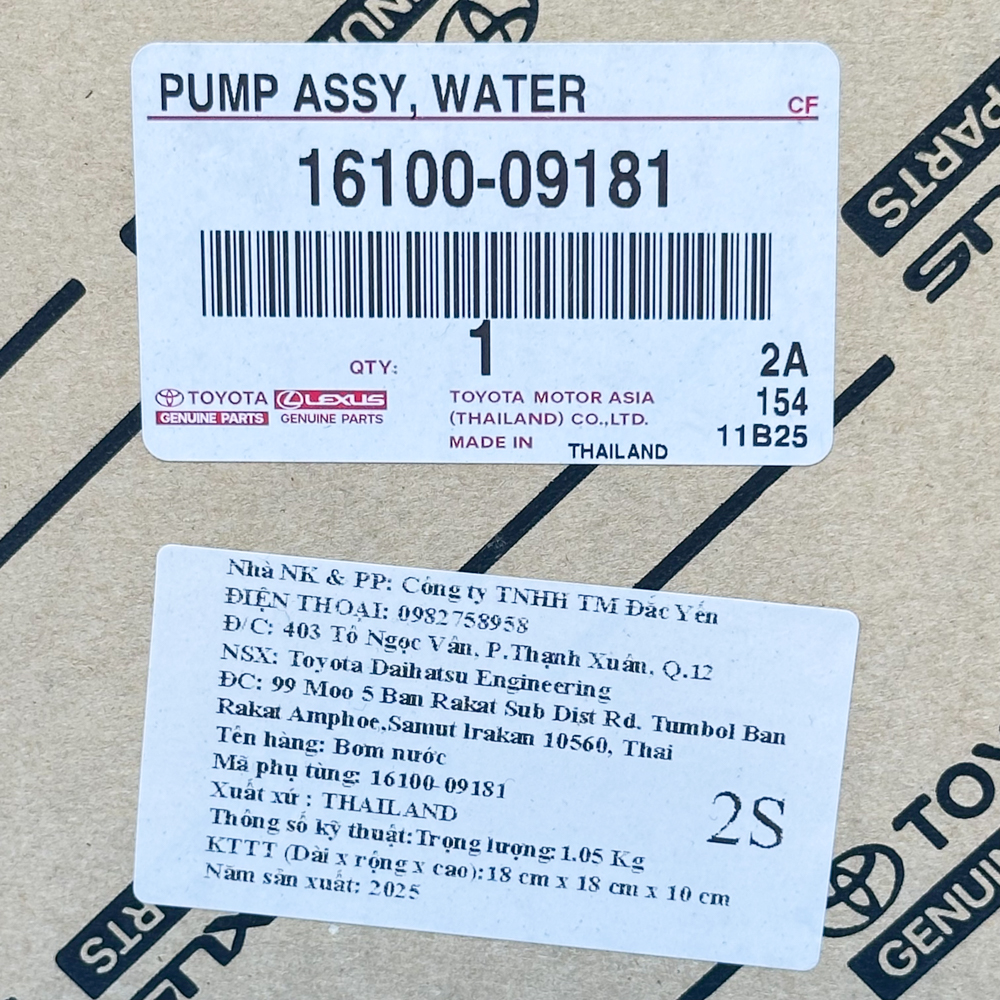 PUMP ASSY, WATER
CF
16100-09181
QTY: 1
2A
154
11B25
TOYOTA
GENUINE PARTS
LEXUS
GENUINE PARTS
TOYOTA MOTOR ASIA
(THAILAND) CO.,LTD.
MADE IN THAILAND
PARTS
Nhà NK & PP: Công ty TNHH TM Đắc Yến
ĐIỆN THOẠI: 0982758958
Đ/C: 403 Tô Ngọc Vân, P.Thạnh Xuân, Q.12
NSX: Toyota Daihatsu Engineering
ĐC: 99 Moo 5 Ban Rakat Sub Dist Rd. Tumbol Ban
Rakat Amphoe,Samut Irakan 10560, Thai
Tên hàng: Bơm nước
Mã phụ tùng: 16100-09181
Xuất xứ : THAILAND
Thông số kỹ thuật:Trọng lượng:1.05 Kg
KTTT (Dài x rộng x cao):18 cm x 18 cm x 10 cm
Năm sản xuất: 2025
2S
TOY
GENUIN
RTS